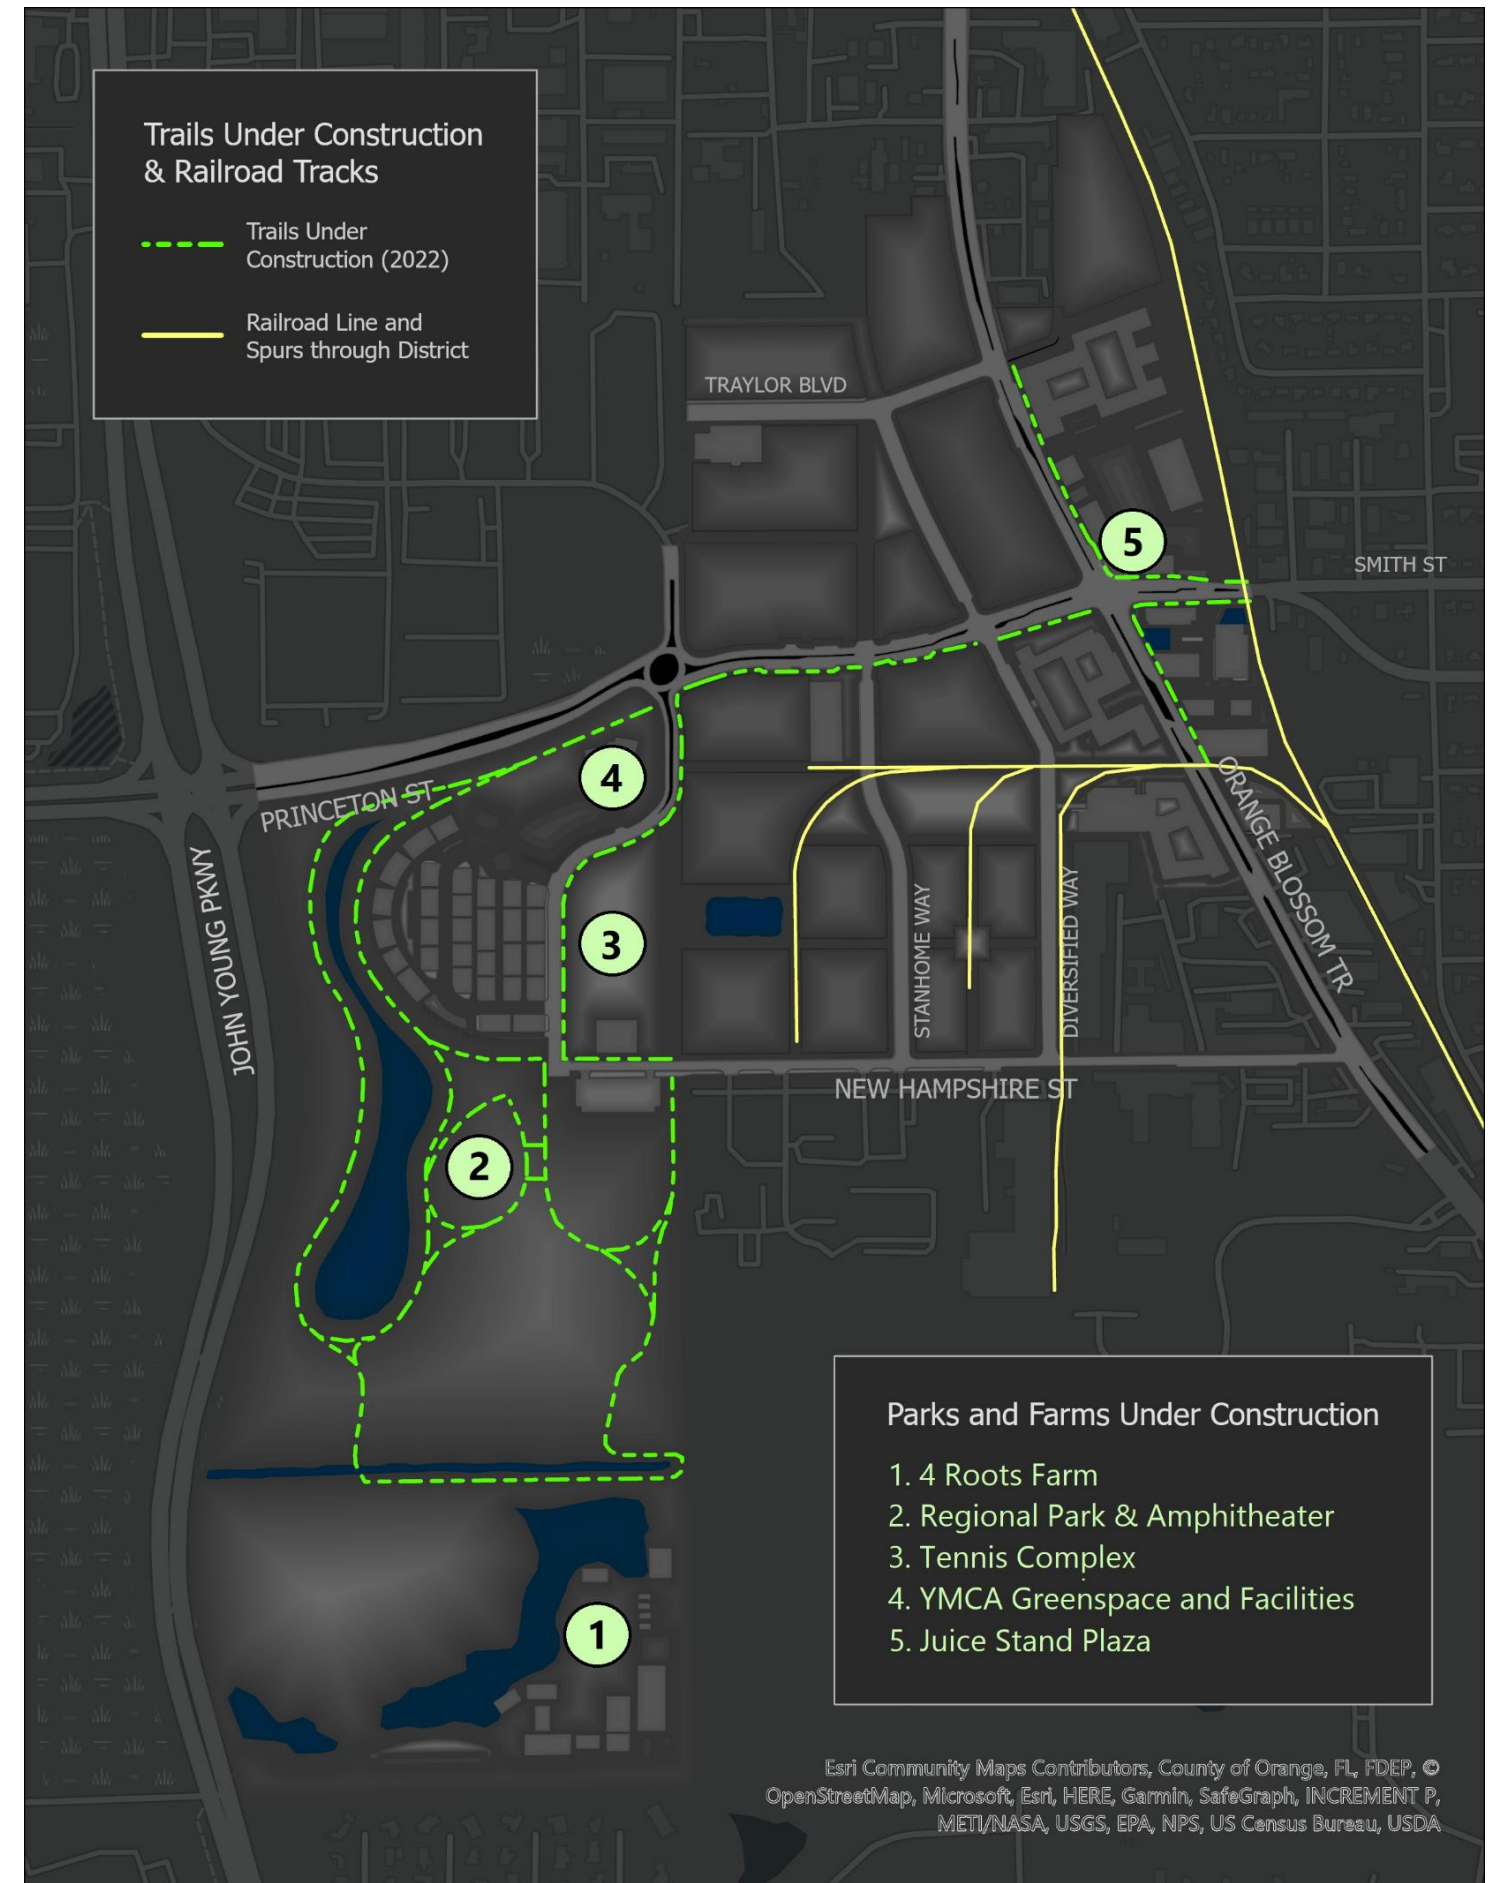 Trails Under Construction
& Railroad Tracks
Trails Under
Construction (2022)
Railroad Line and
Spurs through District
TRAYLOR BLVD
5
SMITH ST
4
PRINCETON ST
ORANGE BLOSSOM TR
JOHN YOUNG PKWY
3
STANHOME WAY
DIVERSIFIED WAY
NEW HAMPSHIRE ST
2
1
Parks and Farms Under Construction
1. 4 Roots Farm
2. Regional Park & Amphitheater
3. Tennis Complex
4. YMCA Greenspace and Facilities
5. Juice Stand Plaza
Esri Community Maps Contributors, County of Orange, FL, FDEP, ©
OpenStreetMap, Microsoft, Esri, HERE, Garmin, SafeGraph, INCREMENT P,
METI/NASA, USGS, EPA, NPS, US Census Bureau, USDA